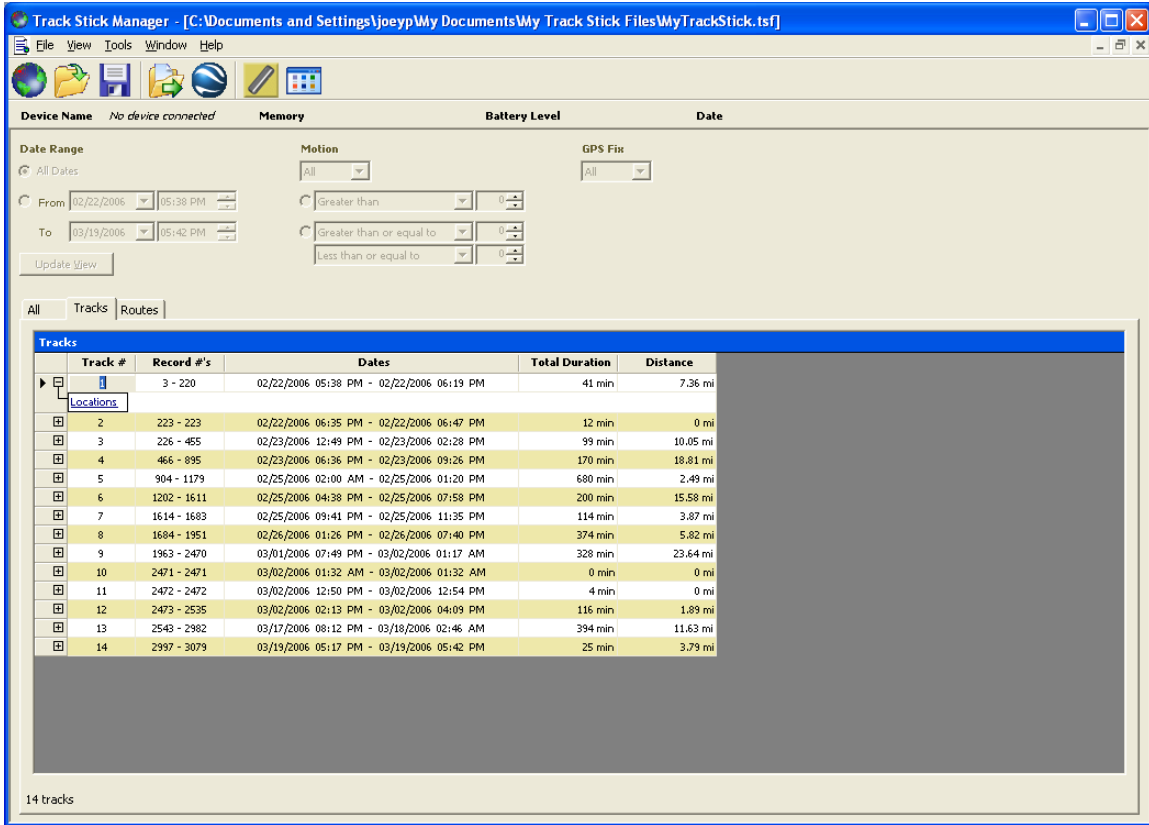 Track Stick Manager - [C:\Documents and Settings\joeyp\My Documents\My Track Stick Files\MyTrackStick.tsf]
File View Tools Window Help
Device Name No device connected Memory Battery Level Date
Date Range Motion GPS Fix
All Dates All All
From 02/22/2006 05:38 PM Greater than 0
To 03/19/2006 05:42 PM Greater than or equal to 0
Less than or equal to 0
Update View
All Tracks Routes
Tracks
Track # Record #'s Dates Total Duration Distance
1 3 - 220 02/22/2006 05:38 PM - 02/22/2006 06:19 PM 41 min 7.36 mi
Locations
2 223 - 223 02/22/2006 06:35 PM - 02/22/2006 06:47 PM 12 min 0 mi
3 226 - 455 02/23/2006 12:49 PM - 02/23/2006 02:28 PM 99 min 10.05 mi
4 466 - 895 02/23/2006 06:36 PM - 02/23/2006 09:26 PM 170 min 18.81 mi
5 904 - 1179 02/25/2006 02:00 AM - 02/25/2006 01:20 PM 680 min 2.49 mi
6 1202 - 1611 02/25/2006 04:38 PM - 02/25/2006 07:58 PM 200 min 15.58 mi
7 1614 - 1683 02/25/2006 09:41 PM - 02/25/2006 11:35 PM 114 min 3.87 mi
8 1684 - 1951 02/26/2006 01:26 PM - 02/26/2006 07:40 PM 374 min 5.82 mi
9 1963 - 2470 03/01/2006 07:49 PM - 03/02/2006 01:17 AM 328 min 23.64 mi
10 2471 - 2471 03/02/2006 01:32 AM - 03/02/2006 01:32 AM 0 min 0 mi
11 2472 - 2472 03/02/2006 12:50 PM - 03/02/2006 12:54 PM 4 min 0 mi
12 2473 - 2535 03/02/2006 02:13 PM - 03/02/2006 04:09 PM 116 min 1.89 mi
13 2543 - 2982 03/17/2006 08:12 PM - 03/18/2006 02:46 AM 394 min 11.63 mi
14 2997 - 3079 03/19/2006 05:17 PM - 03/19/2006 05:42 PM 25 min 3.79 mi
14 tracks